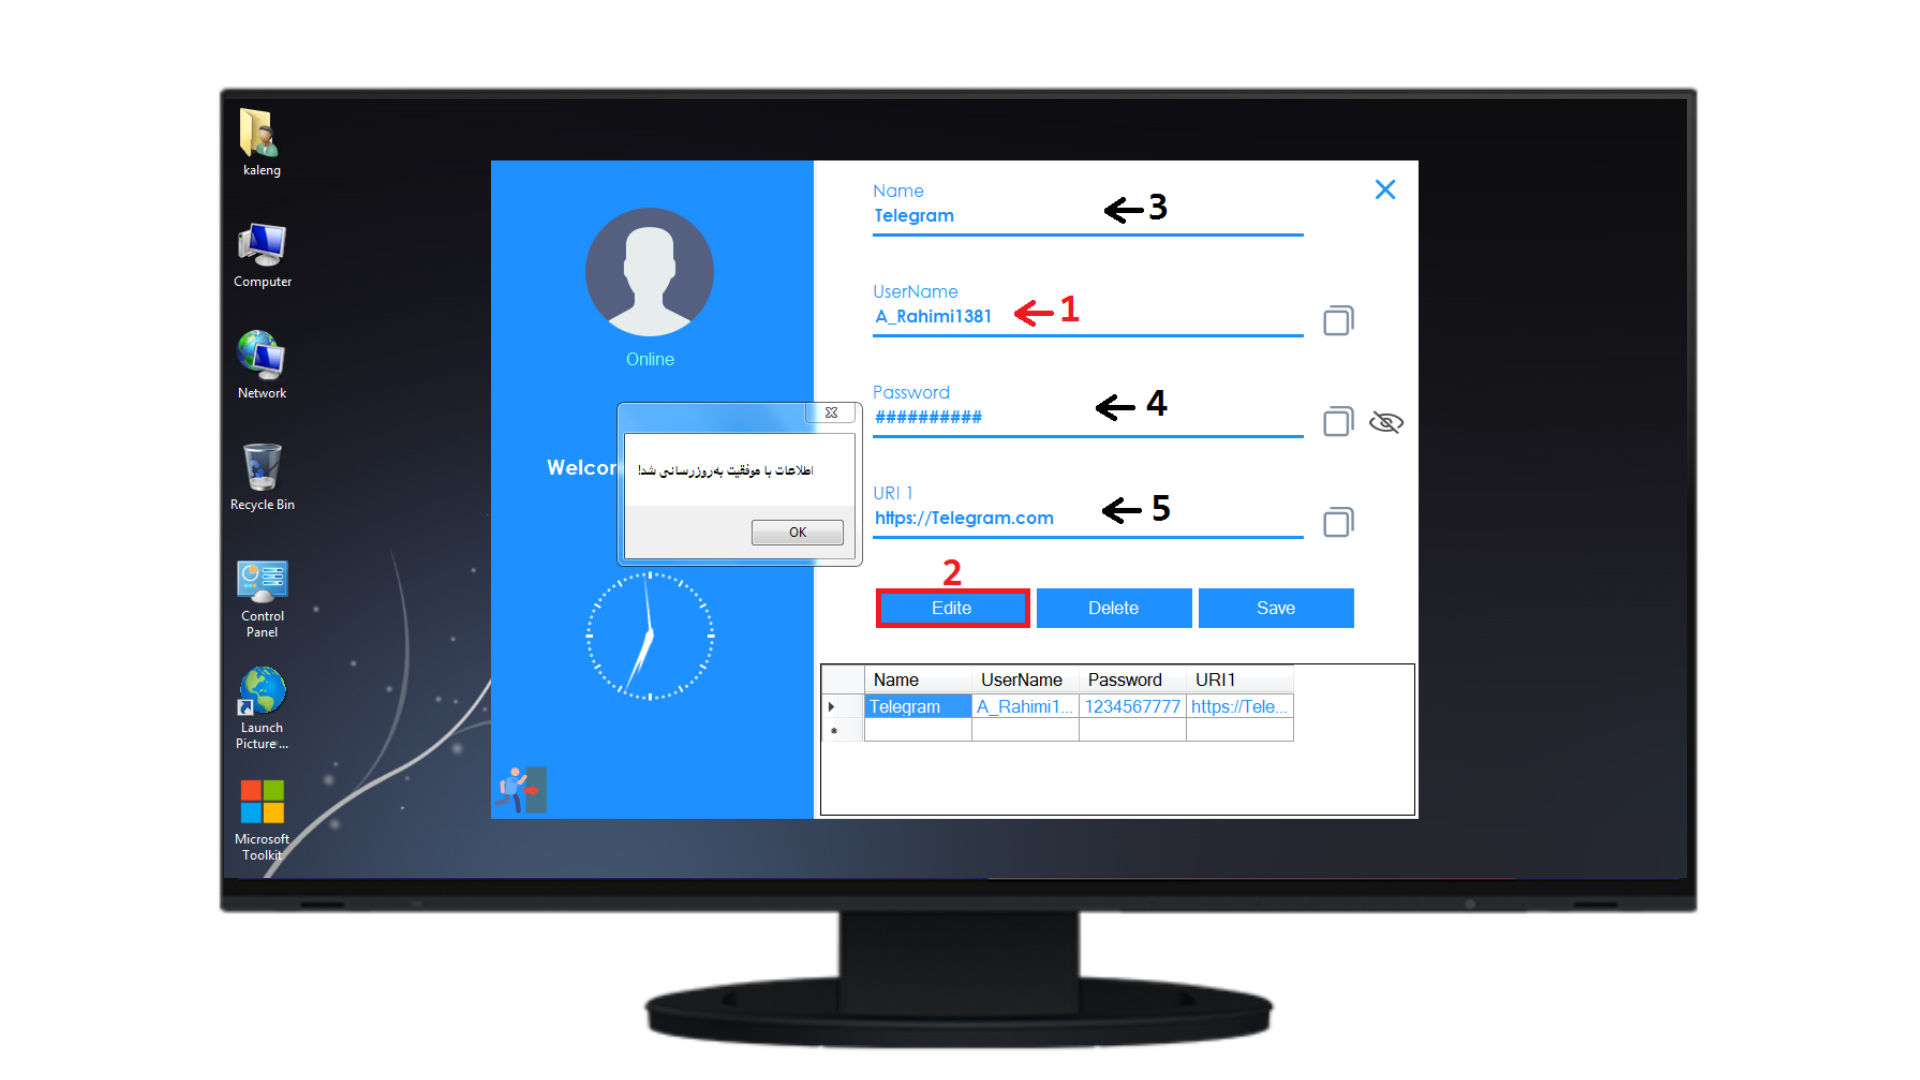 kaleng
Computer
Network
Recycle Bin
Control
Panel
Launch
Picture ...
Microsoft
Toolkit
Online
Welcor
اطلاعات با موفقیت به‌روزرسانی شد!
OK
Name
Telegram
←3
UserName
A_Rahimi1381
←1
Password
##########
←4
URI 1
https://Telegram.com
←5
2
Edite Delete Save
Name UserName Password URI1
Telegram A_Rahimi1... 1234567777 https://Tele...
*